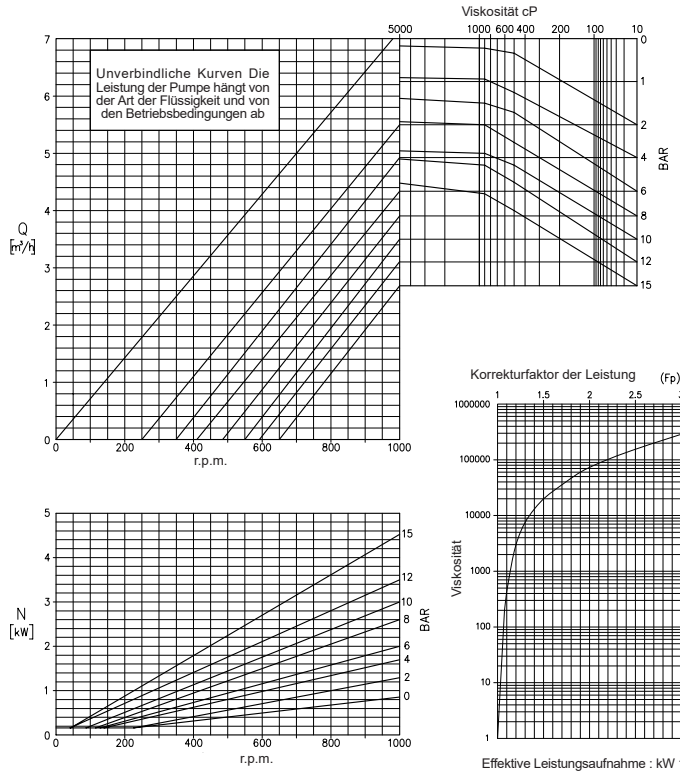 Viskosität cP
5000 1000 800 600 400 200 100 10
7
6
5
4
3
2
1
0
Q
[m³/h]
Unverbindliche Kurven Die
Leistung der Pumpe hängt von
der Art der Flüssigkeit und von
den Betriebsbedingungen ab
0
1
2
4
6
8
10
12
15
BAR
0 200 400 600 800 1000
r.p.m.
5
4
3
2
1
0
N
[kW]
15
12
10
8
6
4
2
0
BAR
0 200 400 600 800 1000
r.p.m.
Korrekturfaktor der Leistung (Fp)
1 1.5 2 2.5 3
1000000
100000
10000
1000
100
10
1
Viskosität
Effektive Leistungsaufnahme : kW